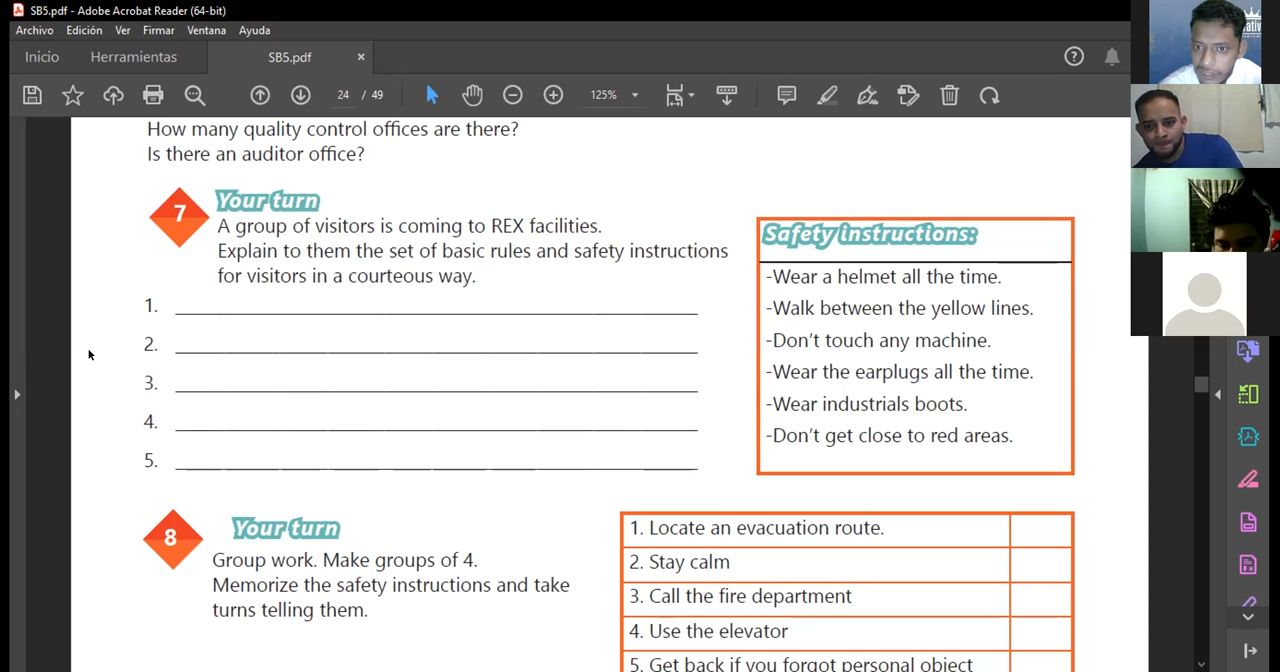 SB5.pdf - Adobe Acrobat Reader (64-bit)
Archivo Edición Ver Firmar Ventana Ayuda
Inicio Herramientas SB5.pdf ×
24 / 49 125%
How many quality control offices are there?
Is there an auditor office?
7 Your turn
A group of visitors is coming to REX facilities.
Explain to them the set of basic rules and safety instructions
for visitors in a courteous way.
1.
2.
3.
4.
5.
Safety instructions:
-Wear a helmet all the time.
-Walk between the yellow lines.
-Don't touch any machine.
-Wear the earplugs all the time.
-Wear industrials boots.
-Don't get close to red areas.
8 Your turn
Group work. Make groups of 4.
Memorize the safety instructions and take
turns telling them.
1. Locate an evacuation route.
2. Stay calm
3. Call the fire department
4. Use the elevator
5. Get back if you forgot personal object